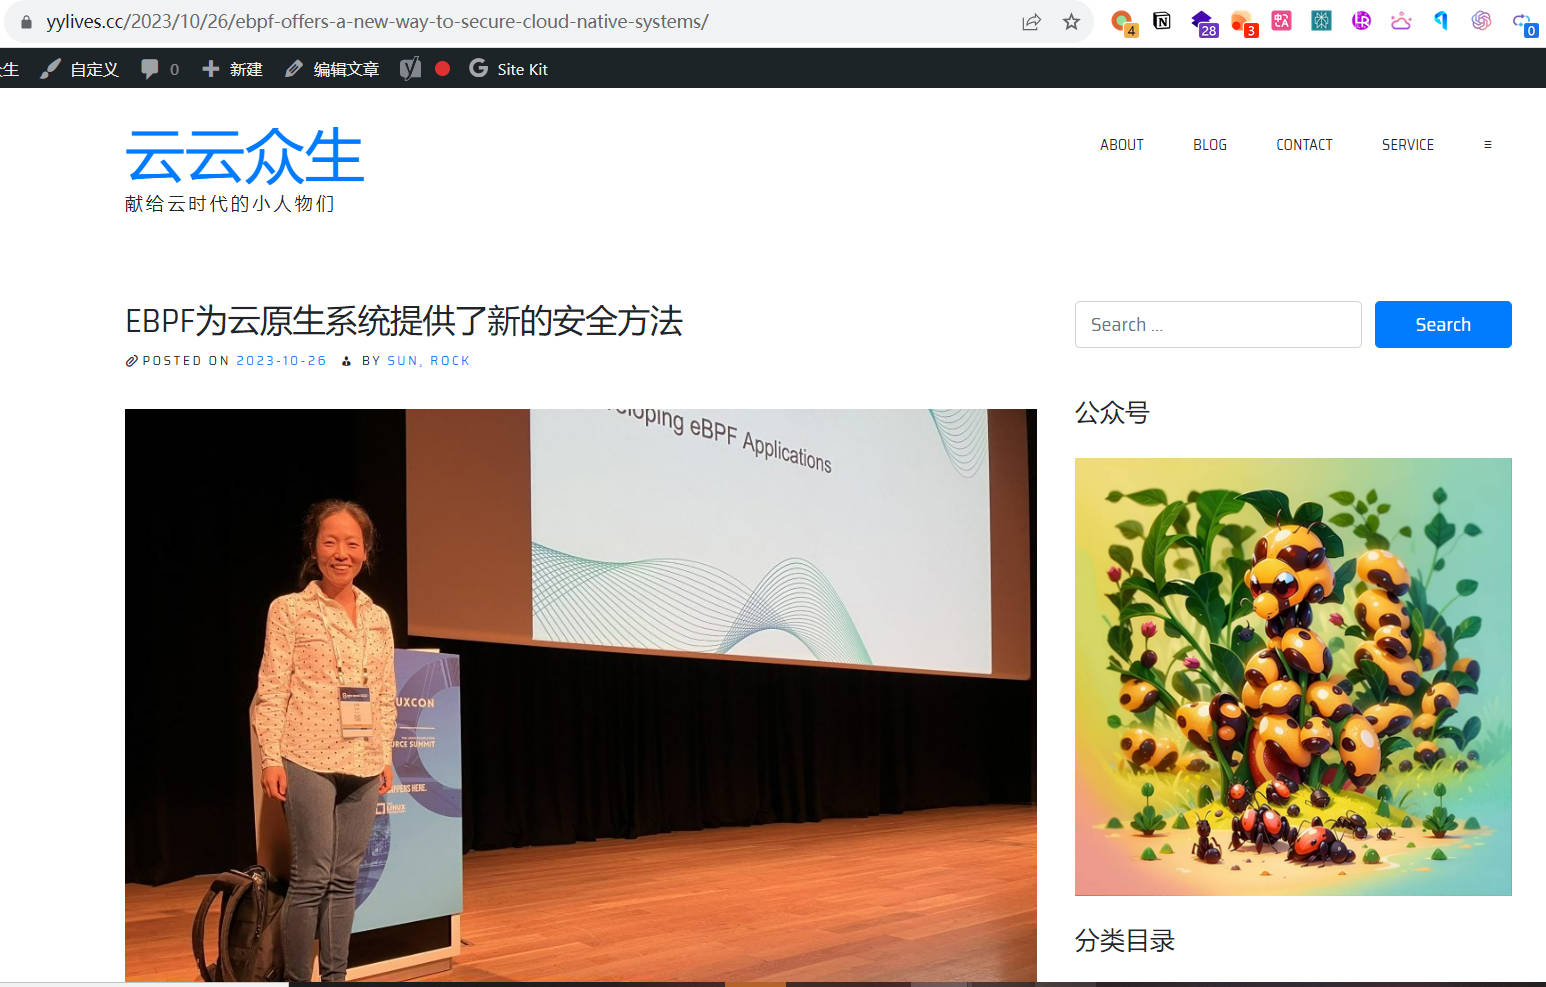 yylives.cc/2023/10/26/ebpf-offers-a-new-way-to-secure-cloud-native-systems/
4
28
3
0
生 自定义 0 新建 编辑文章 Site Kit
云云众生
献给云时代的小人物们
ABOUT BLOG CONTACT SERVICE ≡
EBPF为云原生系统提供了新的安全方法
POSTED ON 2023-10-26 BY SUN, ROCK
Search ...
Search
公众号
eloping eBPF Applications
UXCON
URCE SUMMIT
PPERS HERE.
LINUX
分类目录